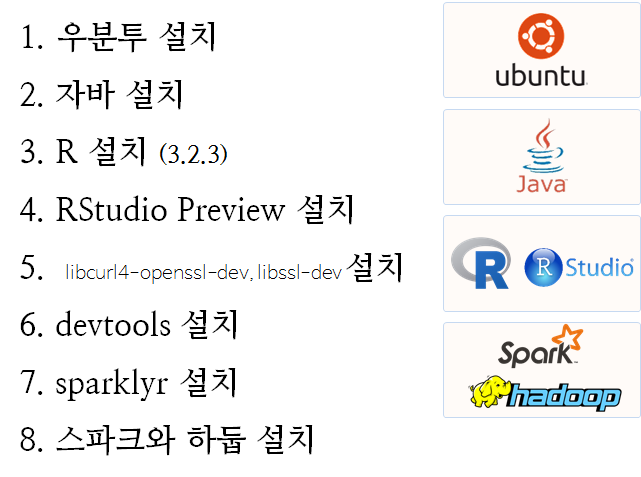 1. 우분투 설치
2. 자바 설치
3. R 설치 (3.2.3)
4. RStudio Preview 설치
5. libcurl4-openssl-dev, libssl-dev 설치
6. devtools 설치
7. sparklyr 설치
8. 스파크와 하둡 설치
ubuntu
Java
R R Studio
Spark
hadoop